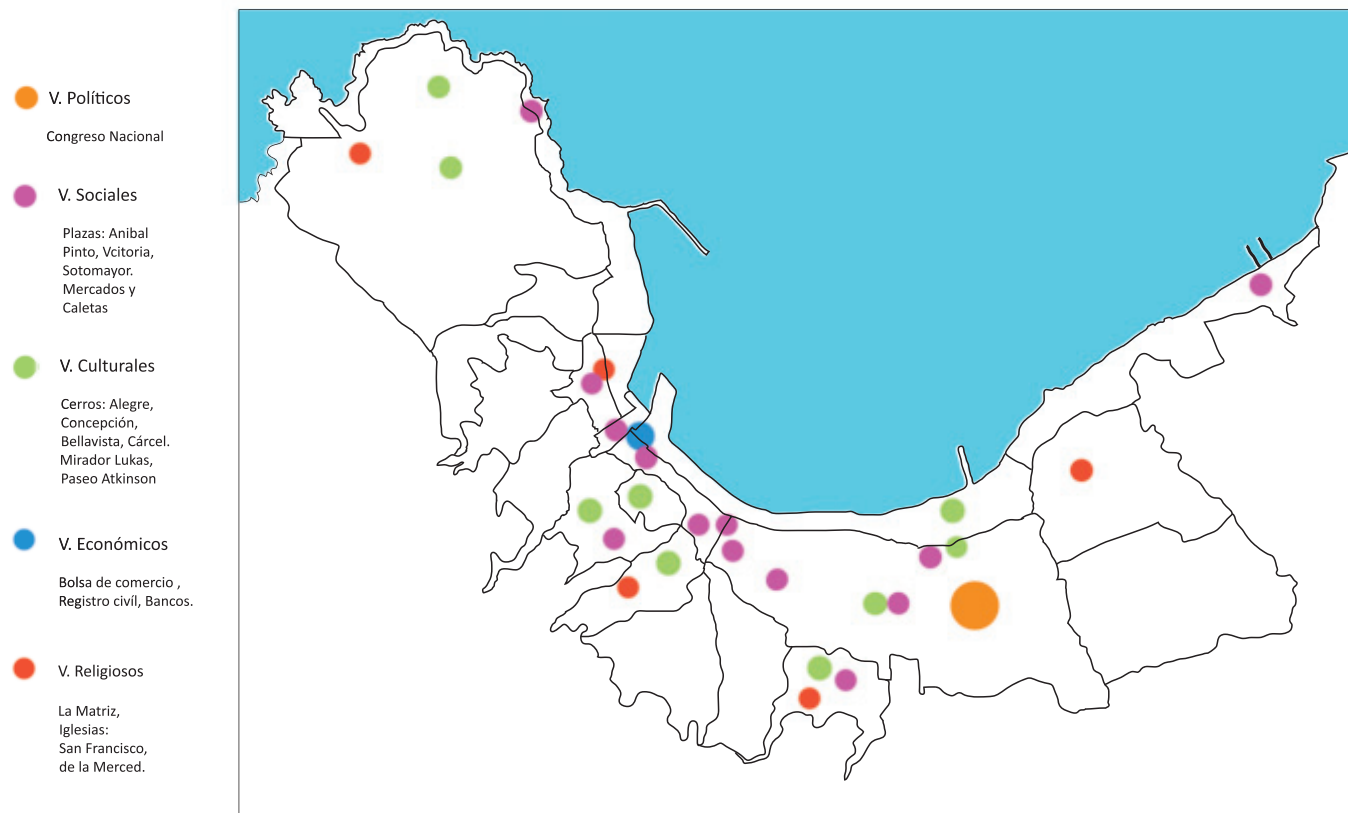 V. Políticos
Congreso Nacional
V. Sociales
Plazas: Anibal
Pinto, Vcitoria,
Sotomayor.
Mercados y
Caletas
V. Culturales
Cerros: Alegre,
Concepción,
Bellavista, Cárcel.
Mirador Lukas,
Paseo Atkinson
V. Económicos
Bolsa de comercio ,
Registro civíl, Bancos.
V. Religiosos
La Matriz,
Iglesias:
San Francisco,
de la Merced.